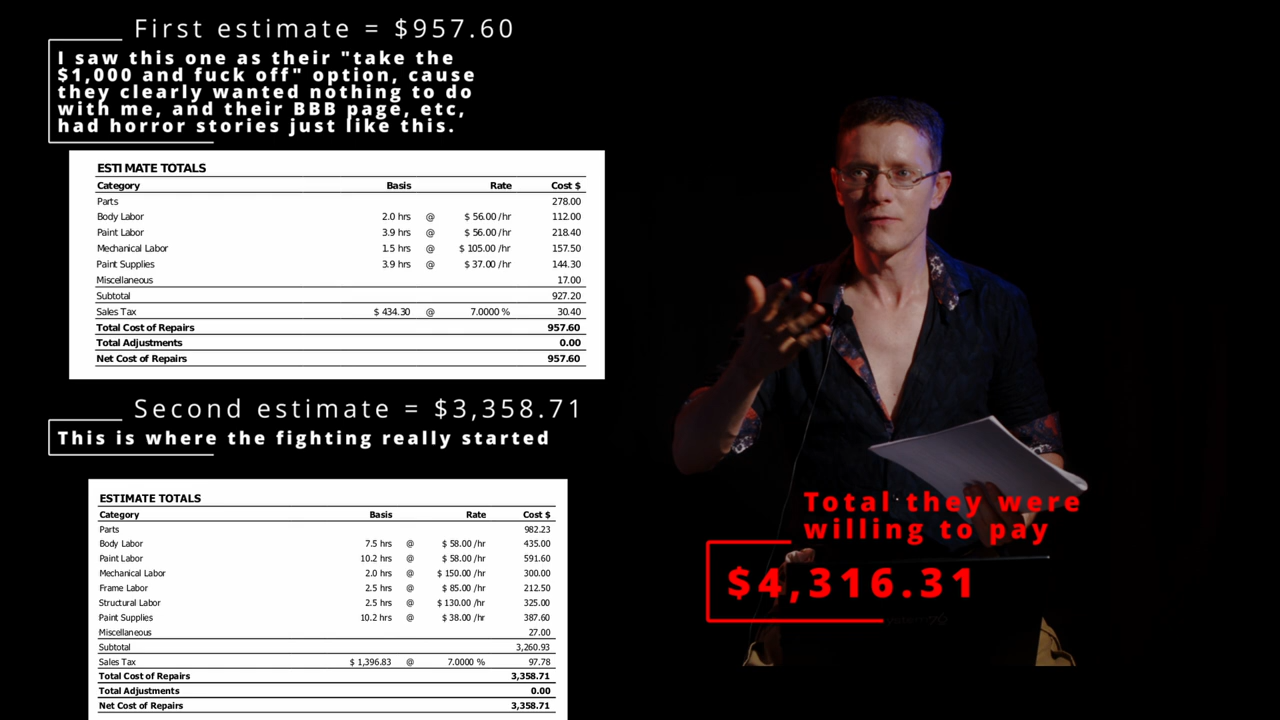 First estimate = $957.60
I saw this one as their "take the
$1,000 and fuck off" option, cause
they clearly wanted nothing to do
with me, and their BBB page, etc,
had horror stories just like this.
ESTIMATE TOTALS
Category Basis Rate Cost $
Parts 278.00
Body Labor 2.0 hrs @ $ 56.00 /hr 112.00
Paint Labor 3.9 hrs @ $ 56.00 /hr 218.40
Mechanical Labor 1.5 hrs @ $ 105.00 /hr 157.50
Paint Supplies 3.9 hrs @ $ 37.00 /hr 144.30
Miscellaneous 17.00
Subtotal 927.20
Sales Tax $ 434.30 @ 7.0000 % 30.40
Total Cost of Repairs 957.60
Total Adjustments 0.00
Net Cost of Repairs 957.60
Second estimate = $3,358.71
This is where the fighting really started
ESTIMATE TOTALS
Category Basis Rate Cost $
Parts 982.23
Body Labor 7.5 hrs @ $ 58.00 /hr 435.00
Paint Labor 10.2 hrs @ $ 58.00 /hr 591.60
Mechanical Labor 2.0 hrs @ $ 150.00 /hr 300.00
Frame Labor 2.5 hrs @ $ 85.00 /hr 212.50
Structural Labor 2.5 hrs @ $ 130.00 /hr 325.00
Paint Supplies 10.2 hrs @ $ 38.00 /hr 387.60
Miscellaneous 27.00
Subtotal 3,260.93
Sales Tax $ 1,396.83 @ 7.0000 % 97.78
Total Cost of Repairs 3,358.71
Total Adjustments 0.00
Net Cost of Repairs 3,358.71
Total they were
willing to pay
$4,316.31